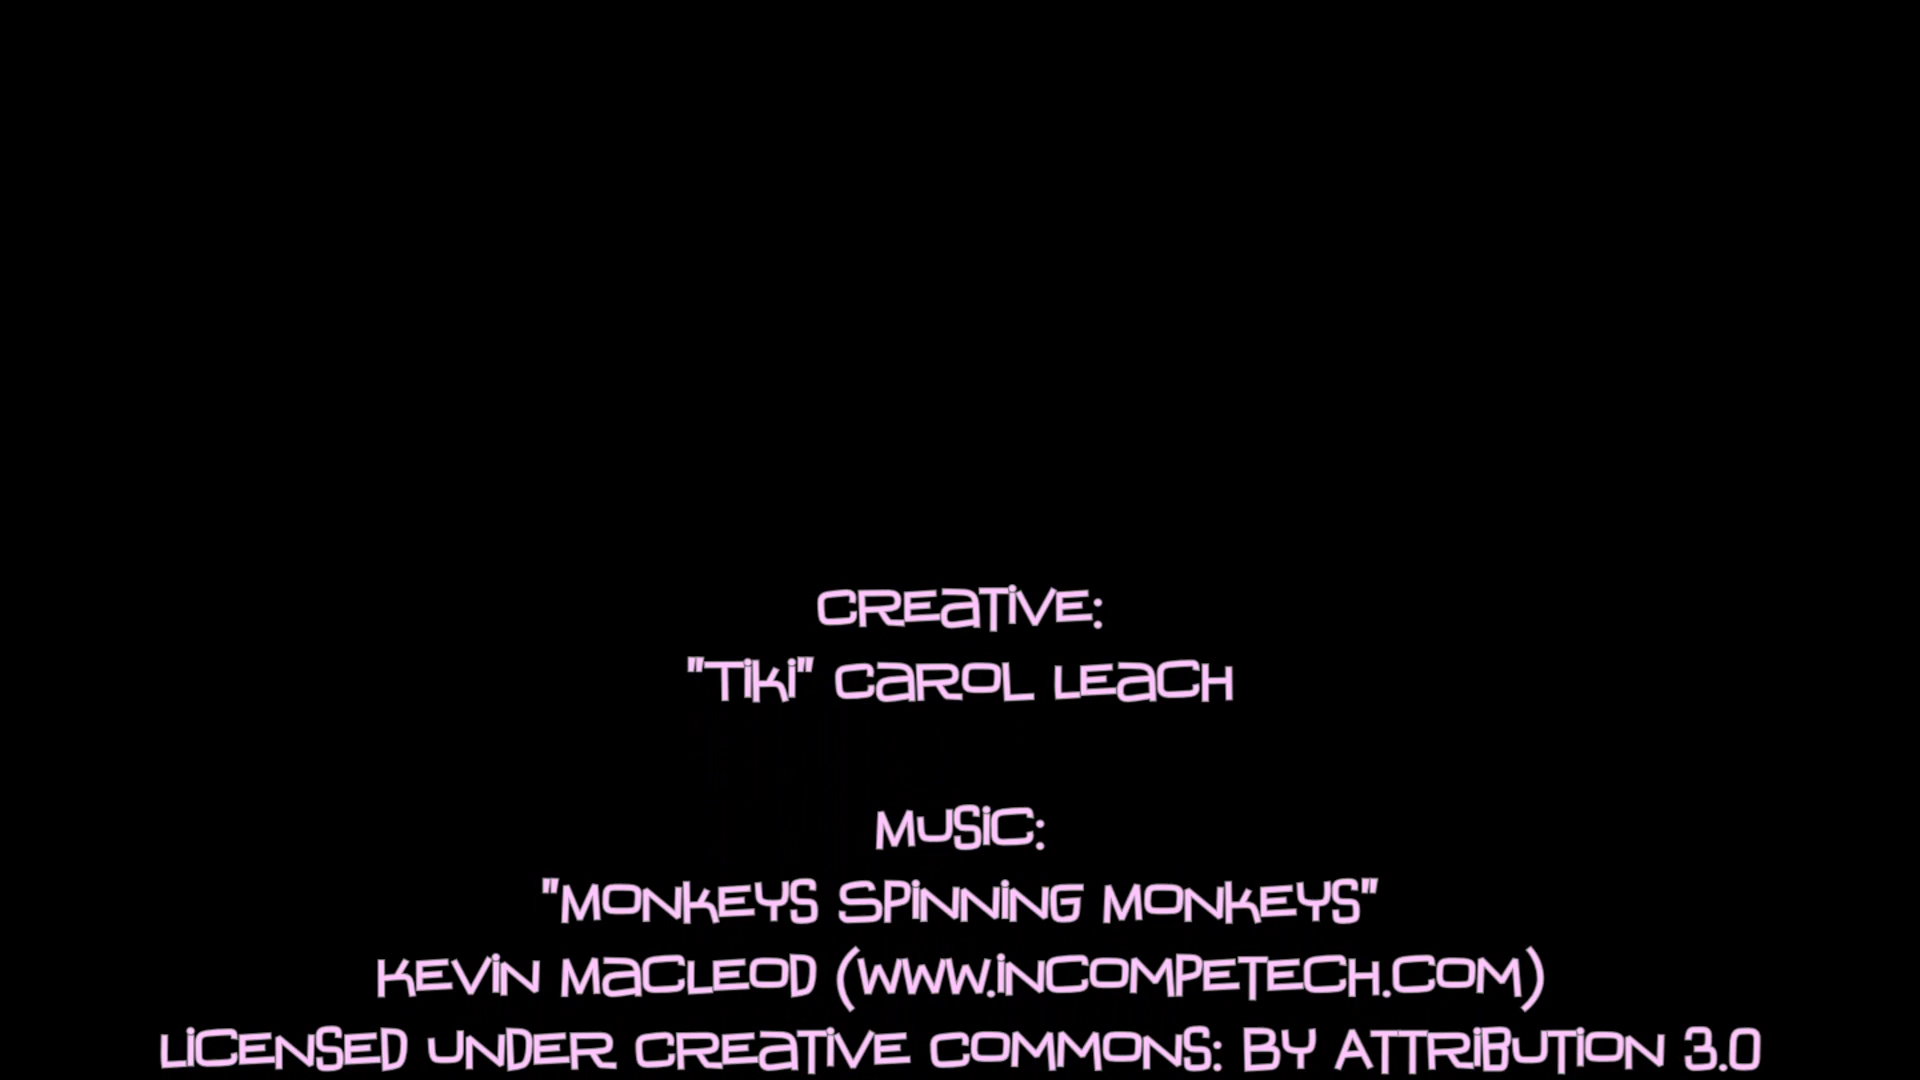 CREATIVE:
"TIKI" CAROL LEACH
MUSIC:
"MONKEYS SPINNING MONKEYS"
KEVIN MACLEOD (WWW.INCOMPETECH.COM)
LICENSED UNDER CREATIVE COMMONS: BY ATTRIBUTION 3.0